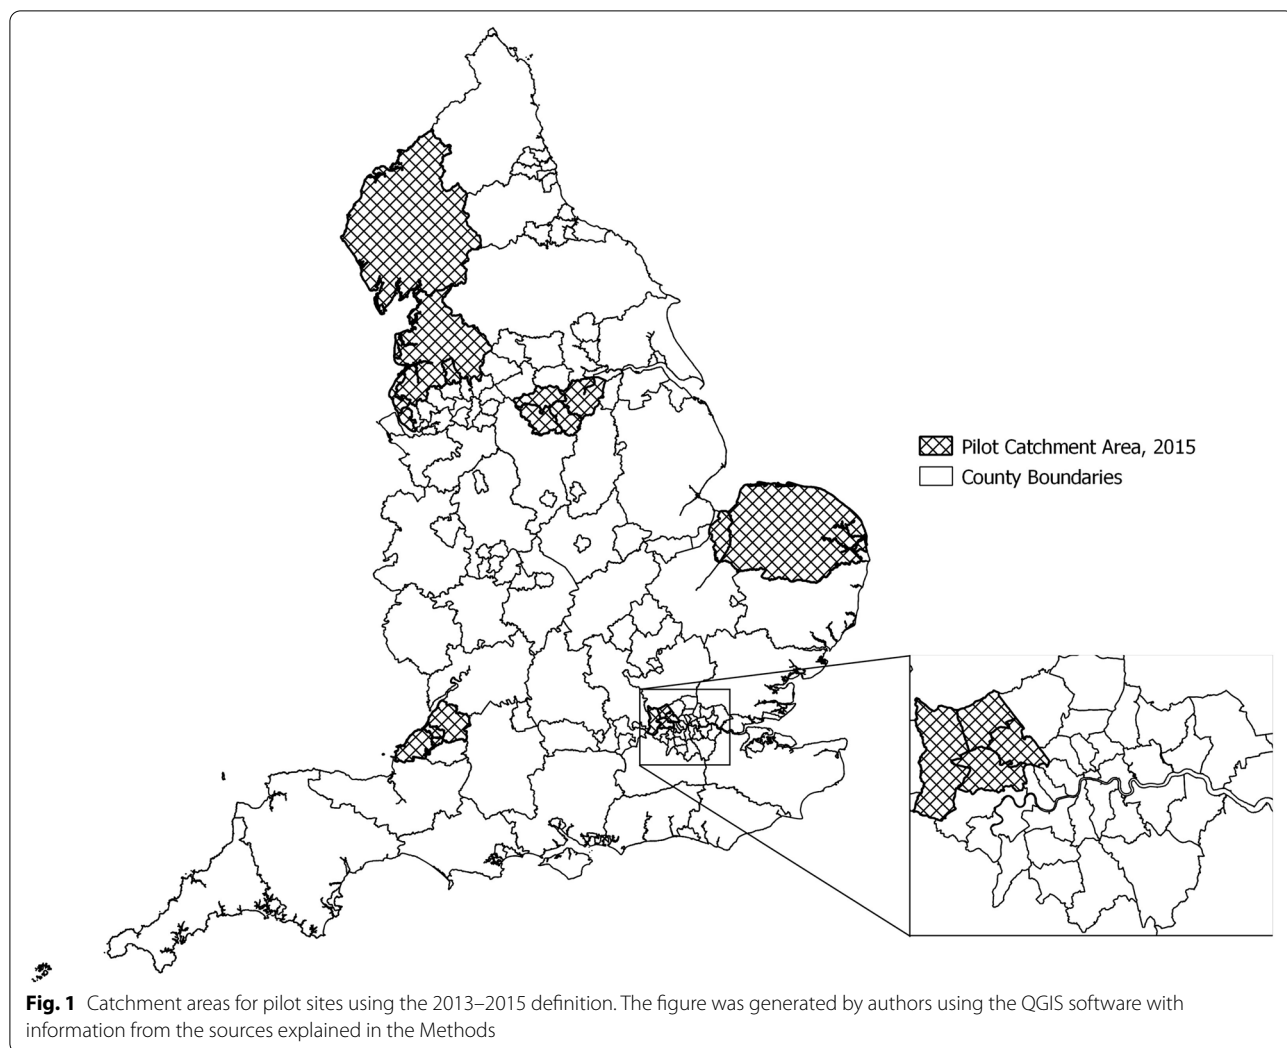 Pilot Catchment Area, 2015
County Boundaries
Fig. 1 Catchment areas for pilot sites using the 2013–2015 definition. The figure was generated by authors using the QGIS software with
information from the sources explained in the Methods